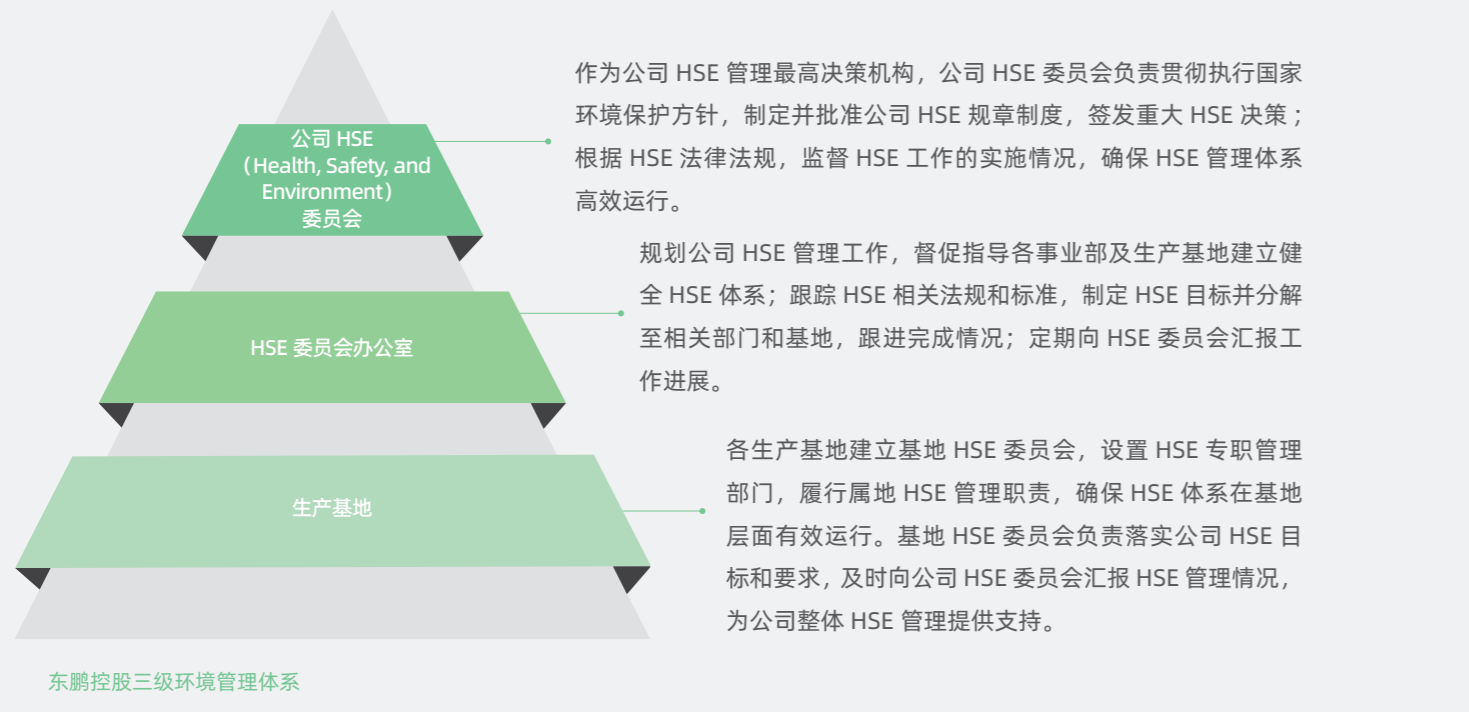 公司 HSE
（Health, Safety, and
Environment）
委员会
作为公司 HSE 管理最高决策机构，公司 HSE 委员会负责贯彻执行国家
环境保护方针，制定并批准公司 HSE 规章制度，签发重大 HSE 决策；
根据 HSE 法律法规，监督 HSE 工作的实施情况，确保 HSE 管理体系
高效运行。
HSE 委员会办公室
规划公司 HSE 管理工作，督促指导各事业部及生产基地建立健
全 HSE 体系；跟踪 HSE 相关法规和标准，制定 HSE 目标并分解
至相关部门和基地，跟进完成情况；定期向 HSE 委员会汇报工
作进展。
生产基地
各生产基地建立基地 HSE 委员会，设置 HSE 专职管理
部门，履行属地 HSE 管理职责，确保 HSE 体系在基地
层面有效运行。基地 HSE 委员会负责落实公司 HSE 目
标和要求，及时向公司 HSE 委员会汇报 HSE 管理情况，
为公司整体 HSE 管理提供支持。
东鹏控股三级环境管理体系